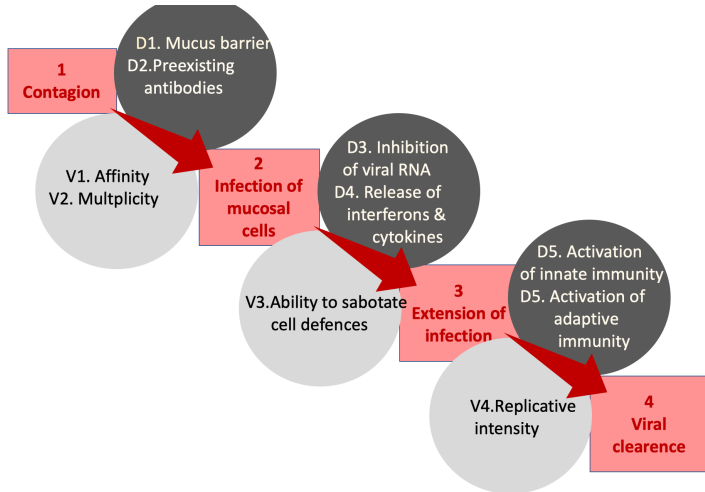 1
Contagion
D1. Mucus barrier
D2.Preexisting
antibodies
V1. Affinity
V2. Multplicity
2
Infection of
mucosal
cells
D3. Inhibition
of viral RNA
D4. Release of
interferons &
cytokines
V3.Ability to sabotate
cell defences
3
Extension of
infection
D5. Activation
of innate immunity
D5. Activation of
adaptive
immunity
V4.Replicative
intensity
4
Viral
clearence